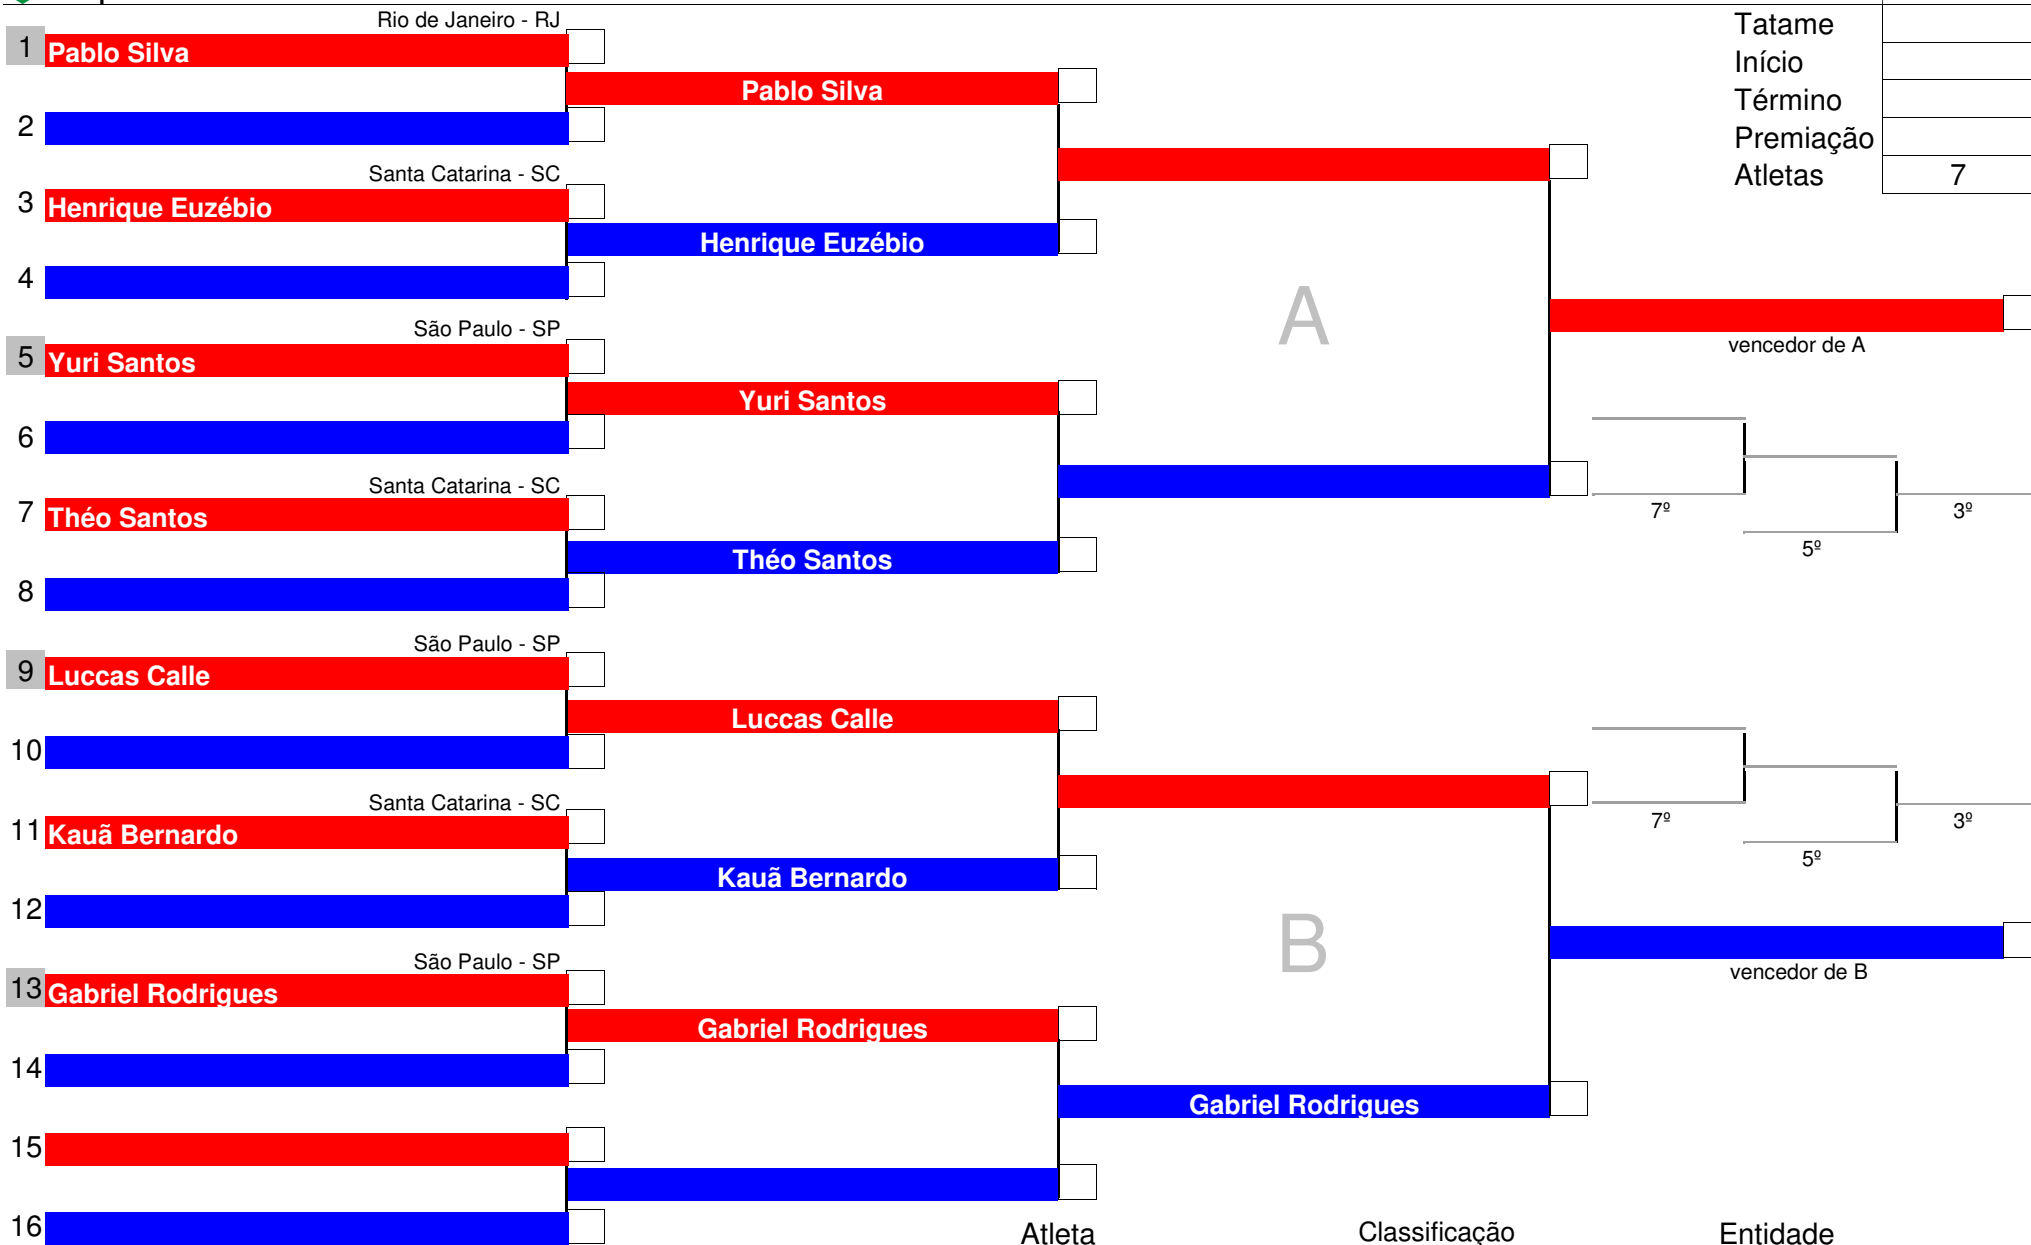 Rio de Janeiro - RJ
Tatame
1 Pablo Silva
Início
Pablo Silva
Término
2
Premiação
Santa Catarina - SC
Atletas 7
3 Henrique Euzébio
Henrique Euzébio
4
A
São Paulo - SP
vencedor de A
5 Yuri Santos
Yuri Santos
6
Santa Catarina - SC
7º 3º
7 Théo Santos
5º
Théo Santos
8
São Paulo - SP
9 Luccas Calle
Luccas Calle
10
Santa Catarina - SC
7º 3º
11 Kauã Bernardo
5º
Kauã Bernardo
12
B
São Paulo - SP
vencedor de B
13 Gabriel Rodrigues
Gabriel Rodrigues
14
Gabriel Rodrigues
15
16
Atleta Classificação Entidade